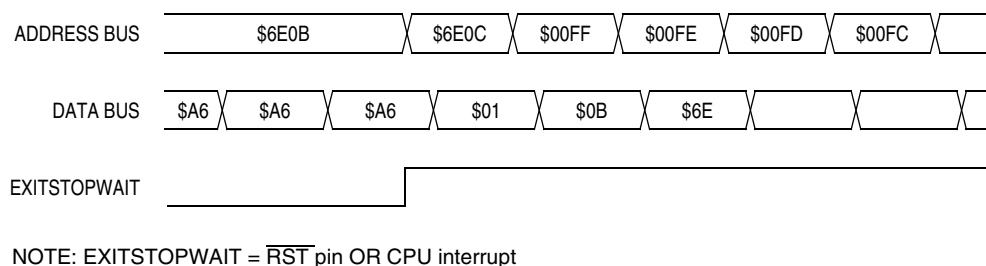 ADDRESS BUS $6E0B $6E0C $00FF $00FE $00FD $00FC
DATA BUS $A6 $A6 $A6 $01 $0B $6E
EXITSTOPWAIT
NOTE: EXITSTOPWAIT = RST pin OR CPU interrupt